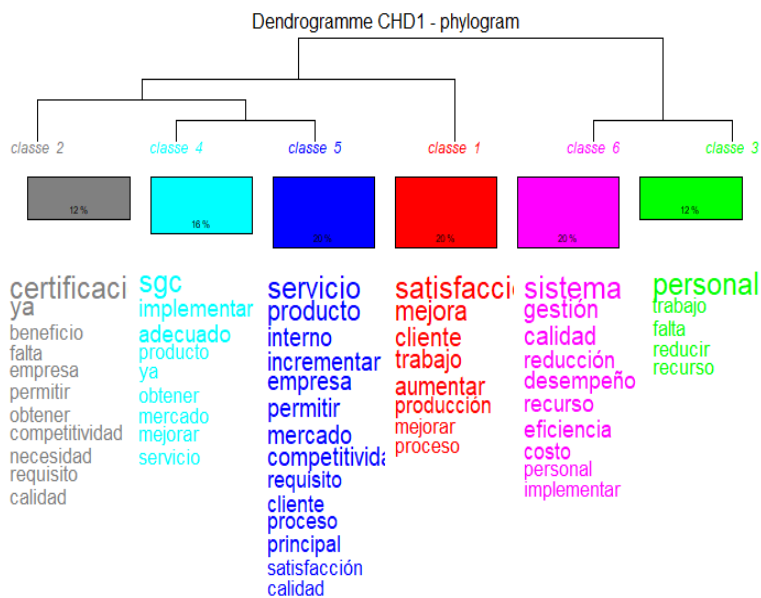 Dendrogramme CHD1 - phylogram
classe 2
classe 4
classe 5
classe 1
classe 6
classe 3
12 %
16 %
20 %
20 %
20 %
12 %
certificaci
ya
beneficio
falta
empresa
permitir
obtener
competitividad
necesidad
requisito
calidad
sgc
implementar
adecuado
producto
ya
obtener
mercado
mejorar
servicio
servicio
producto
interno
incrementar
empresa
permitir
mercado
competitivida
requisito
cliente
proceso
principal
satisfacción
calidad
satisfacci
mejora
cliente
trabajo
aumentar
producción
mejorar
proceso
sistema
gestión
calidad
reducción
desempeño
recurso
eficiencia
costo
personal
implementar
personal
trabajo
falta
reducir
recurso